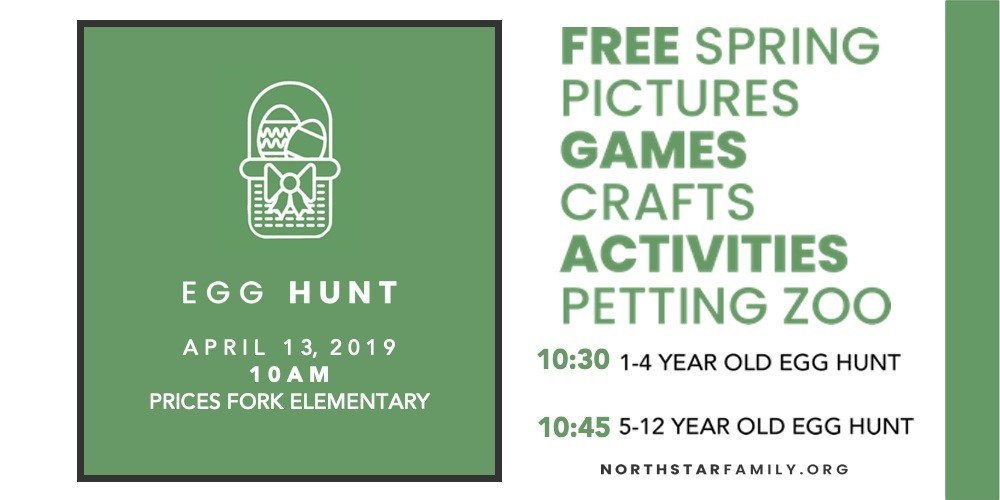 EGG HUNT
APRIL 13, 2019
10AM
PRICES FORK ELEMENTARY
FREE SPRING
PICTURES
GAMES
CRAFTS
ACTIVITIES
PETTING ZOO
10:30 1-4 YEAR OLD EGG HUNT
10:45 5-12 YEAR OLD EGG HUNT
NORTHSTARFAMILY.ORG